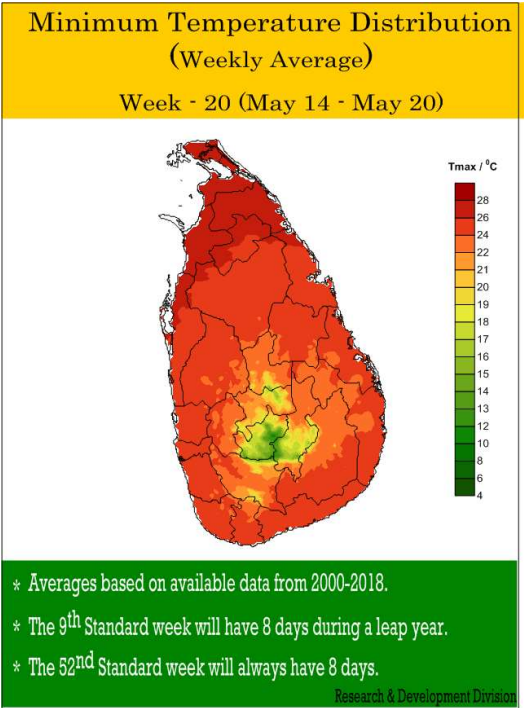 Minimum Temperature Distribution
(Weekly Average)
Week - 20 (May 14 - May 20)
Tmax / ⁰C
28
26
24
22
21
20
19
18
17
16
15
14
13
12
10
8
6
4
* Averages based on available data from 2000-2018.
* The 9th Standard week will have 8 days during a leap year.
* The 52nd Standard week will always have 8 days.
Research & Development Division